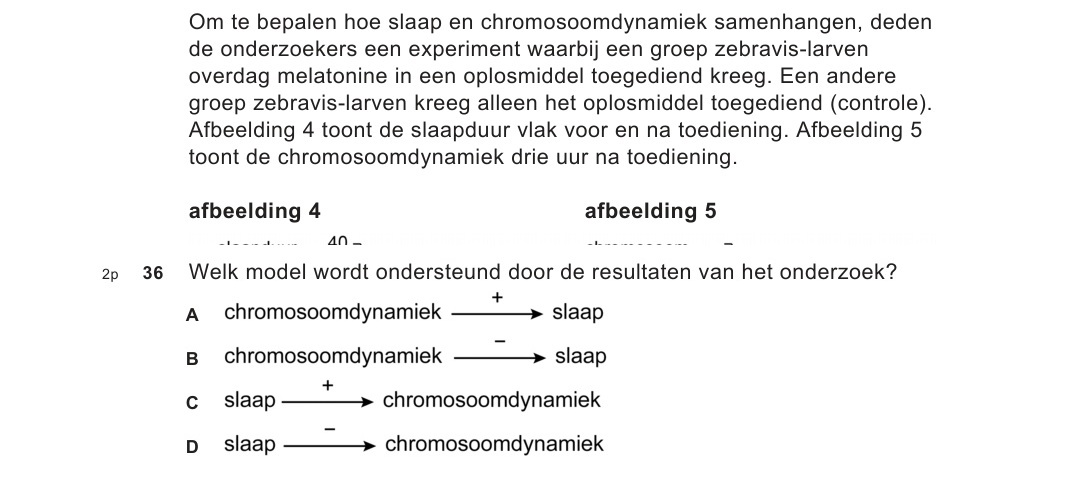 Om te bepalen hoe slaap en chromosoomdynamiek samenhangen, deden
de onderzoekers een experiment waarbij een groep zebravis-larven
overdag melatonine in een oplosmiddel toegediend kreeg. Een andere
groep zebravis-larven kreeg alleen het oplosmiddel toegediend (controle).
Afbeelding 4 toont de slaapduur vlak voor en na toediening. Afbeelding 5
toont de chromosoomdynamiek drie uur na toediening.
afbeelding 4 afbeelding 5
40
2p 36 Welk model wordt ondersteund door de resultaten van het onderzoek?
A chromosoomdynamiek + slaap
B chromosoomdynamiek – slaap
C slaap + chromosoomdynamiek
D slaap – chromosoomdynamiek